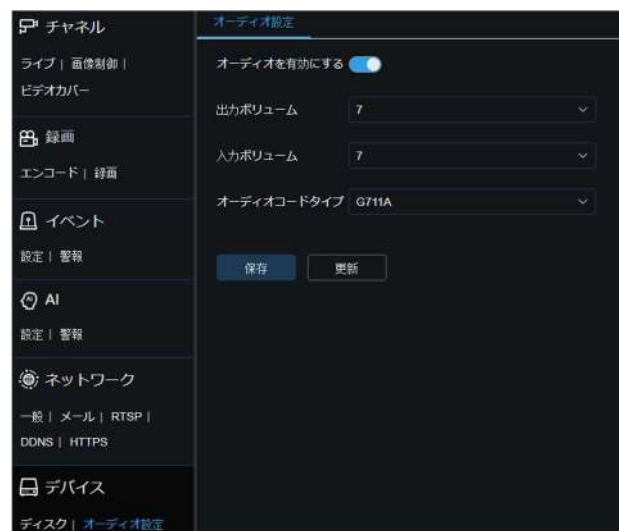 チャネル
ライブ | 画像制御 |
ビデオカバー
録画
エンコード | 録画
イベント
設定 | 警報
AI
設定 | 警報
ネットワーク
一般 | メール | RTSP |
DDNS | HTTPS
デバイス
ディスク | オーディオ設定
オーディオ設定
オーディオを有効にする
出力ボリューム 7
入力ボリューム 7
オーディオコードタイプ G711A
保存 更新